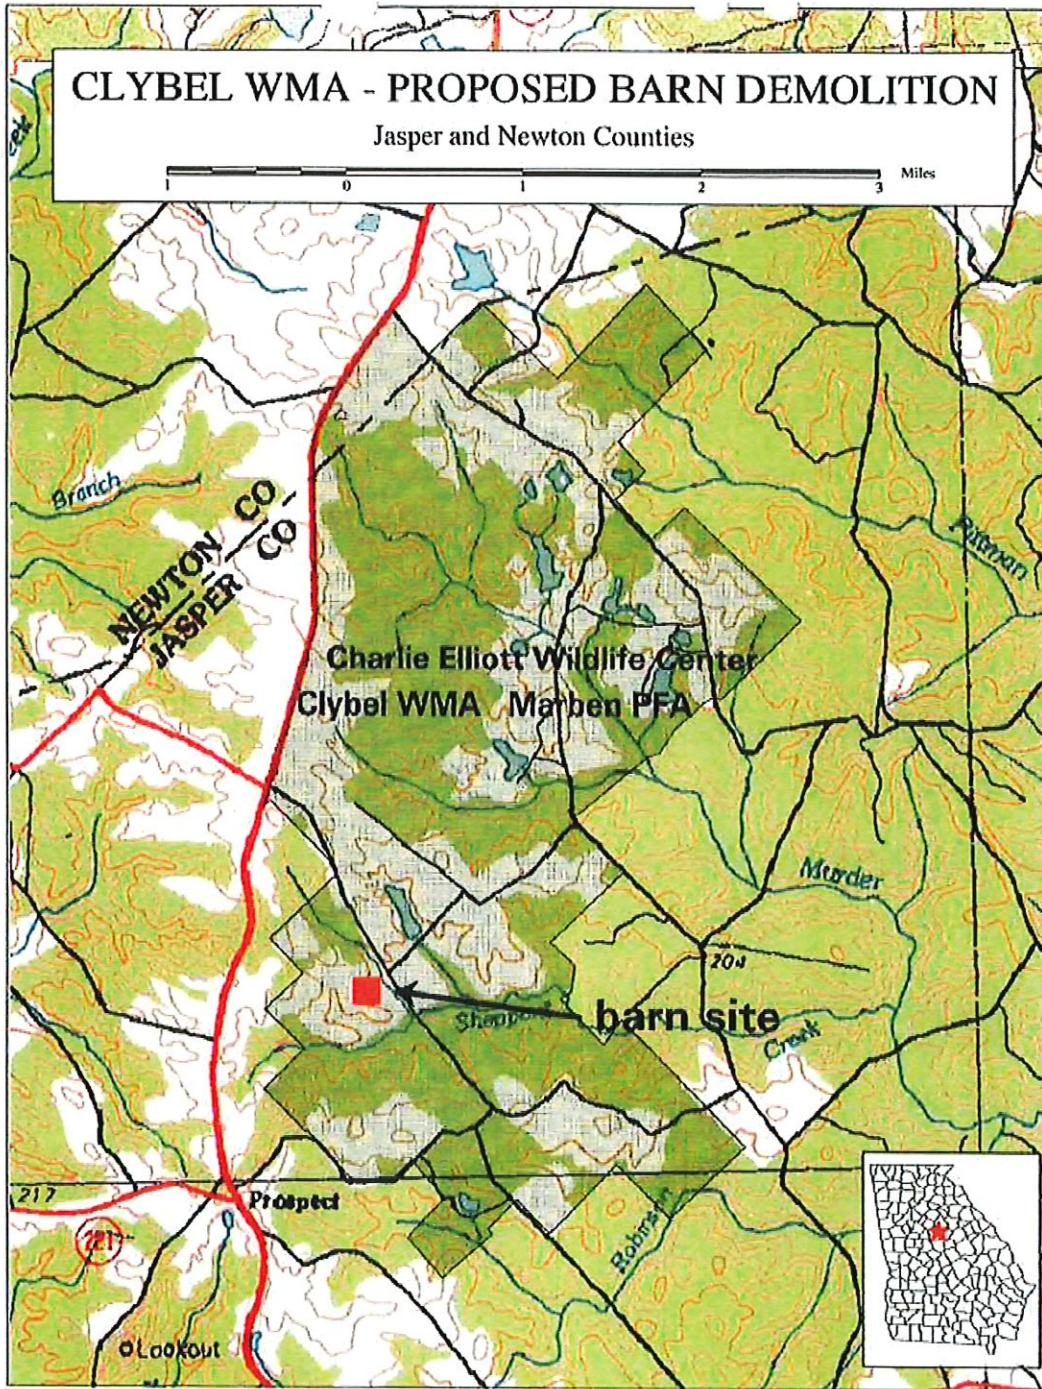 CLYBEL WMA - PROPOSED BARN DEMOLITION
Jasper and Newton Counties
1 0 1 2 3 Miles
Branch
NEWTON CO
JASPER CO
Charlie Elliott Wildlife Center
Clybel WMA Marben PFA
Murder
204
barn site
Creek
217
Prospect
221
Robinson
Lookout